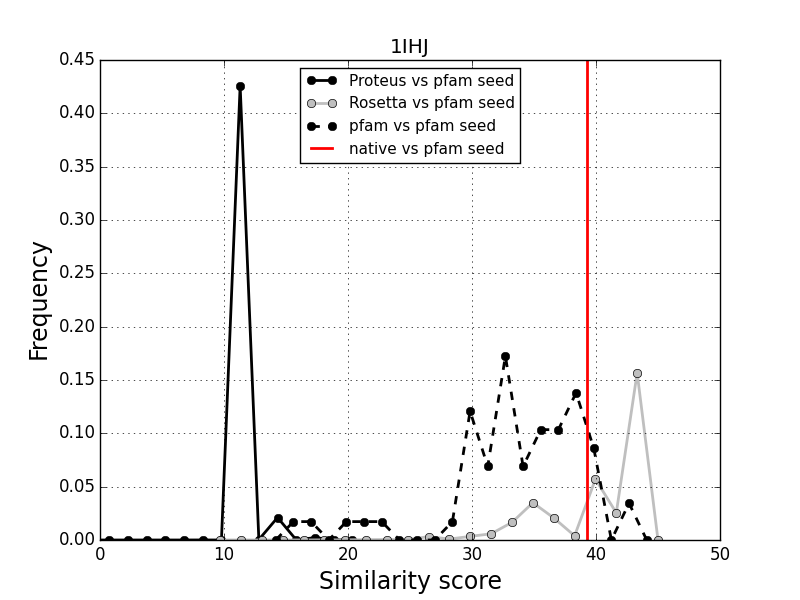 1IHJ
Proteus vs pfam seed
Rosetta vs pfam seed
pfam vs pfam seed
native vs pfam seed
Frequency
0.45
0.40
0.35
0.30
0.25
0.20
0.15
0.10
0.05
0.00
0 10 20 30 40 50
Similarity score